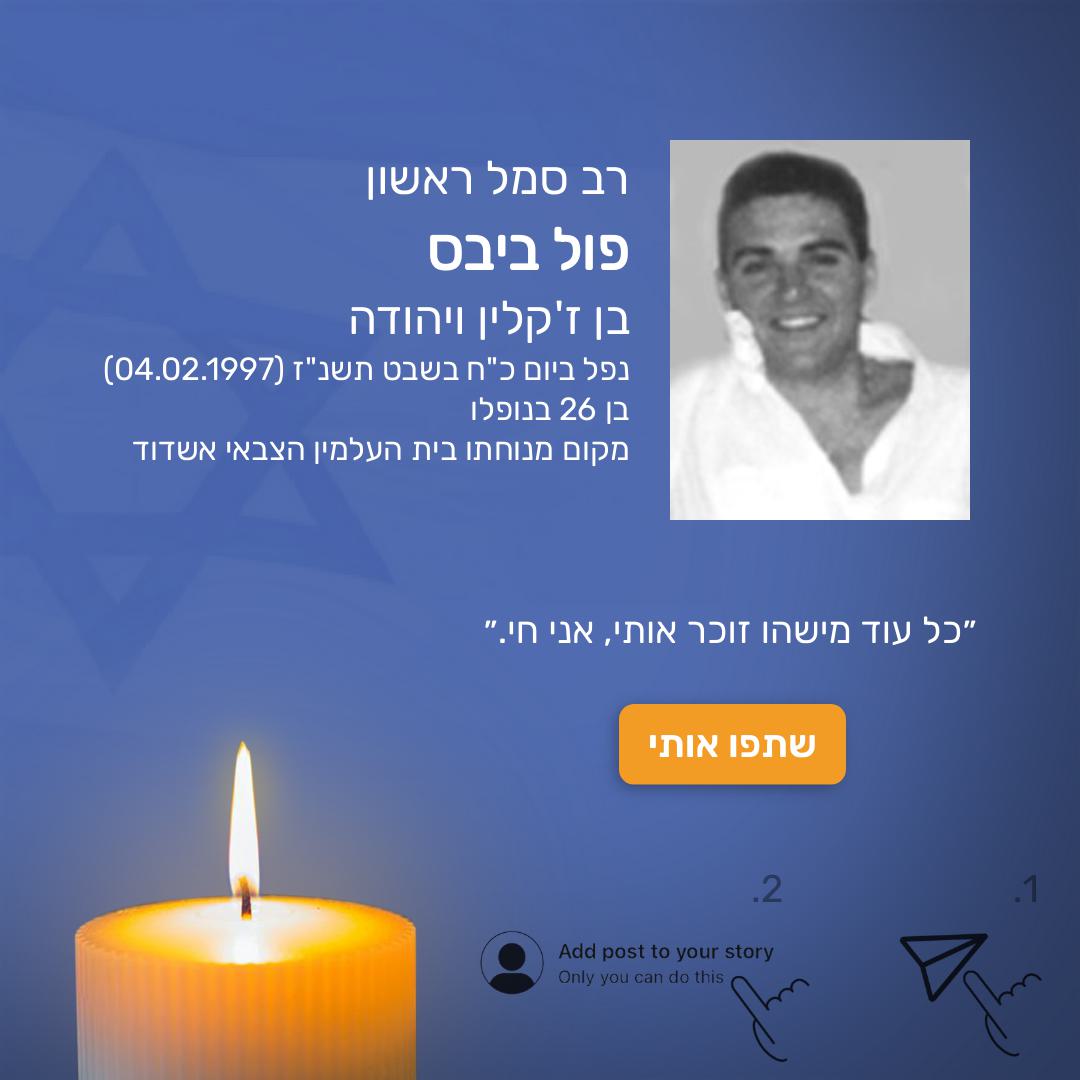 רב סמל ראשון
פול ביבס
בן ז'קלין ויהודה
נפל ביום כ"ח בשבט תשנ"ז (04.02.1997)
בן 26 בנופלו
מקום מנוחתו בית העלמין הצבאי אשדוד
״כל עוד מישהו זוכר אותי, אני חי.״
שתפו אותי
.1
.2
Add post to your story
Only you can do this